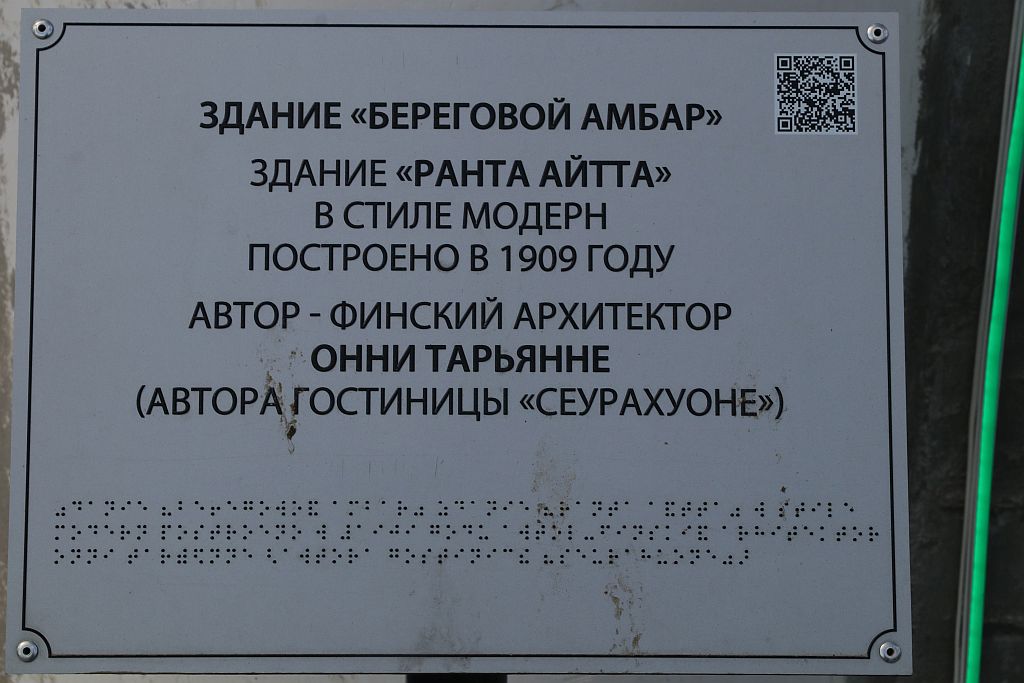 ЗДАНИЕ «БЕРЕГОВОЙ АМБАР»
ЗДАНИЕ «РАНТА АЙТТА»
В СТИЛЕ МОДЕРН
ПОСТРОЕНО В 1909 ГОДУ
АВТОР - ФИНСКИЙ АРХИТЕКТОР
ОННИ ТАРЬЯННЕ
(АВТОРА ГОСТИНИЦЫ «СЕУРАХУОНЕ»)